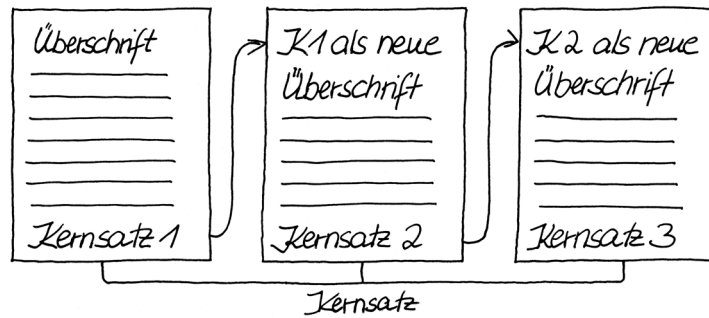 Überschrift
Kernsatz 1
K1 als neue
Überschrift
Kernsatz 2
K2 als neue
Überschrift
Kernsatz 3
Kernsatz